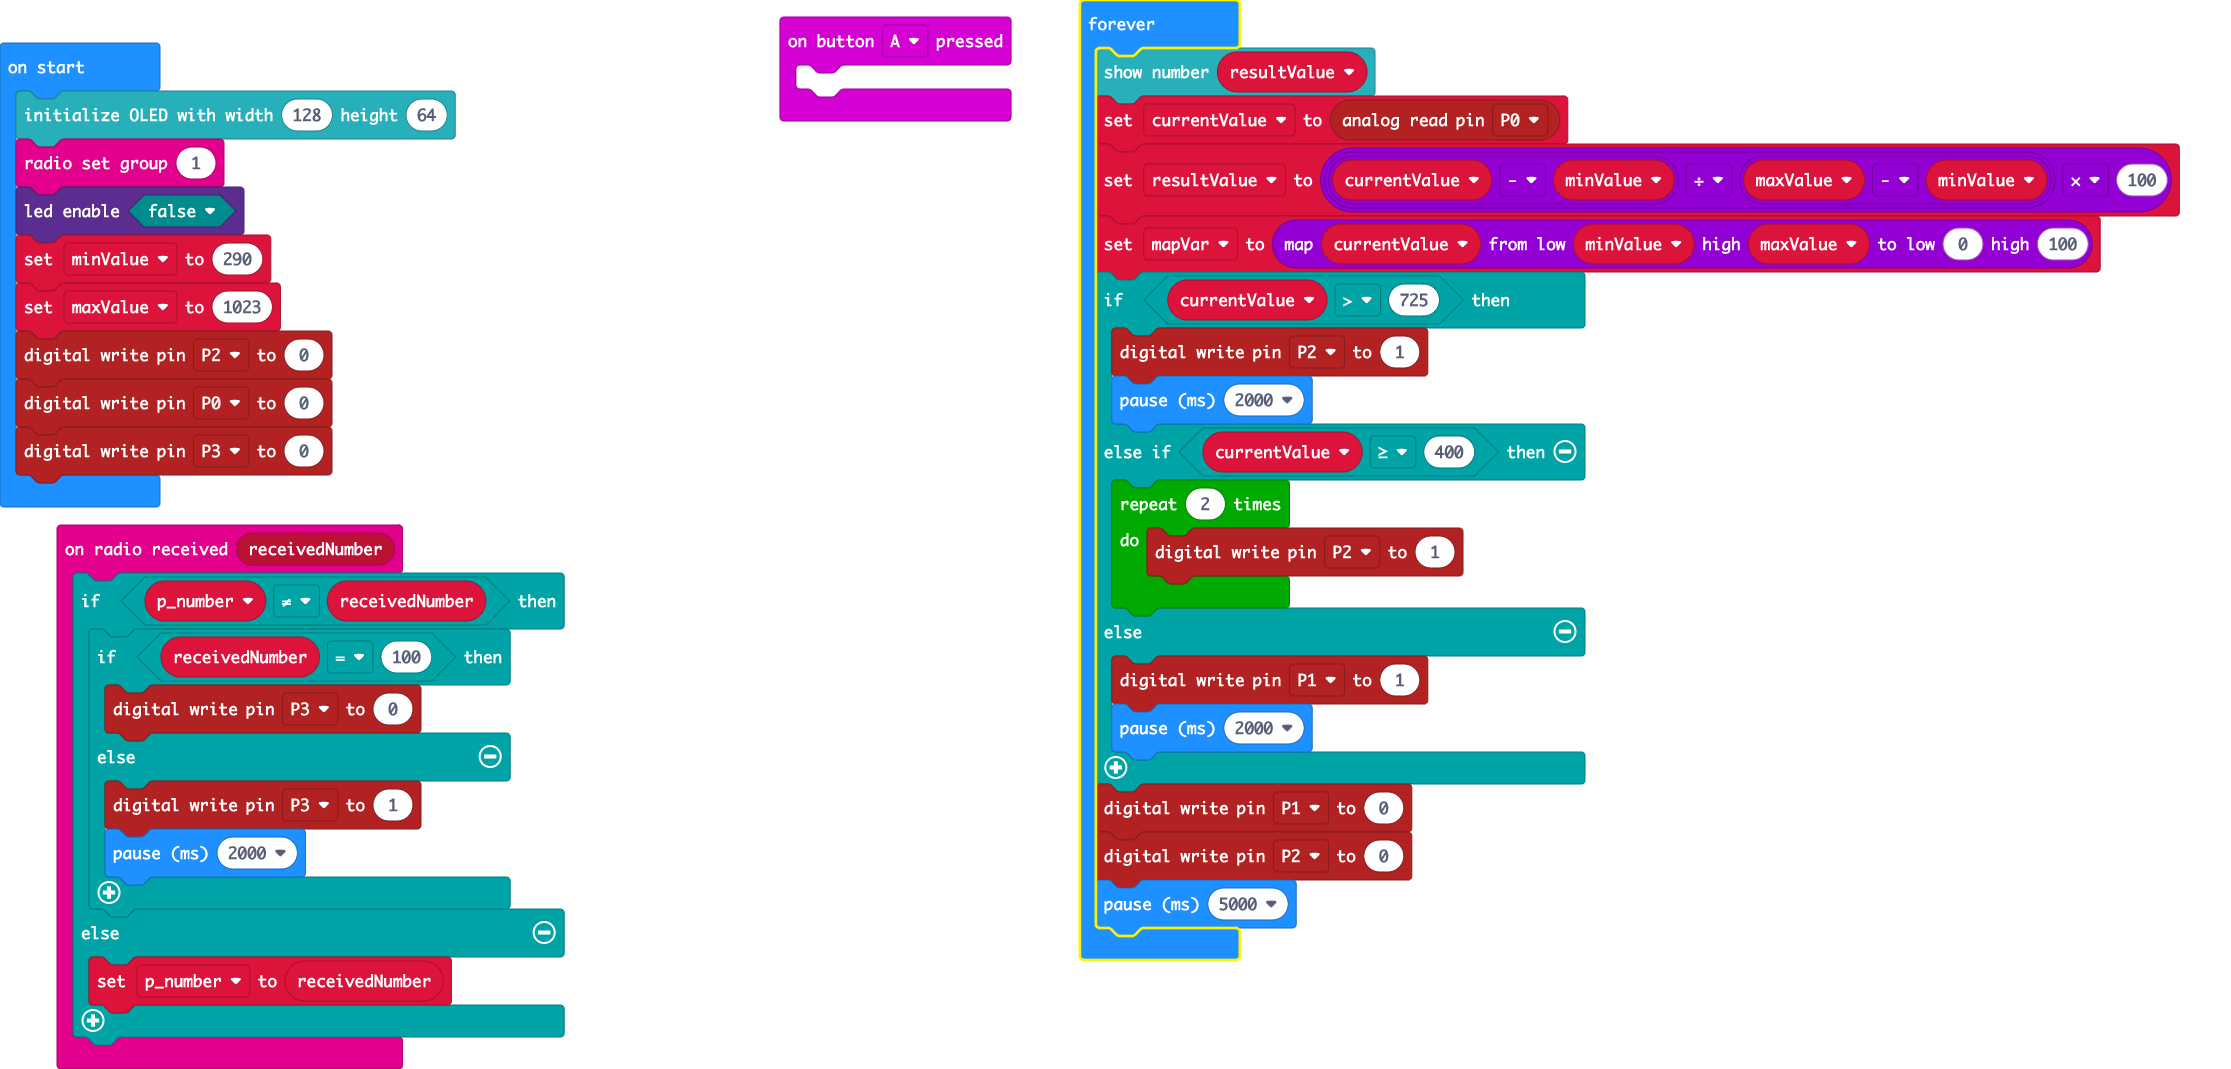 on start
initialize OLED with width 128 height 64
radio set group 1
led enable false
set minValue to 290
set maxValue to 1023
digital write pin P2 to 0
digital write pin P0 to 0
digital write pin P3 to 0
on radio received receivedNumber
if p_number ≠ receivedNumber then
if receivedNumber = 100 then
digital write pin P3 to 0
else
digital write pin P3 to 1
pause (ms) 2000
else
set p_number to receivedNumber
on button A pressed
forever
show number resultValue
set currentValue to analog read pin P0
set resultValue to currentValue - minValue ÷ maxValue - minValue × 100
set mapVar to map currentValue from low minValue high maxValue to low 0 high 100
if currentValue > 725 then
digital write pin P2 to 1
pause (ms) 2000
else if currentValue ≥ 400 then
repeat 2 times
do digital write pin P2 to 1
else
digital write pin P1 to 1
pause (ms) 2000
digital write pin P1 to 0
digital write pin P2 to 0
pause (ms) 5000